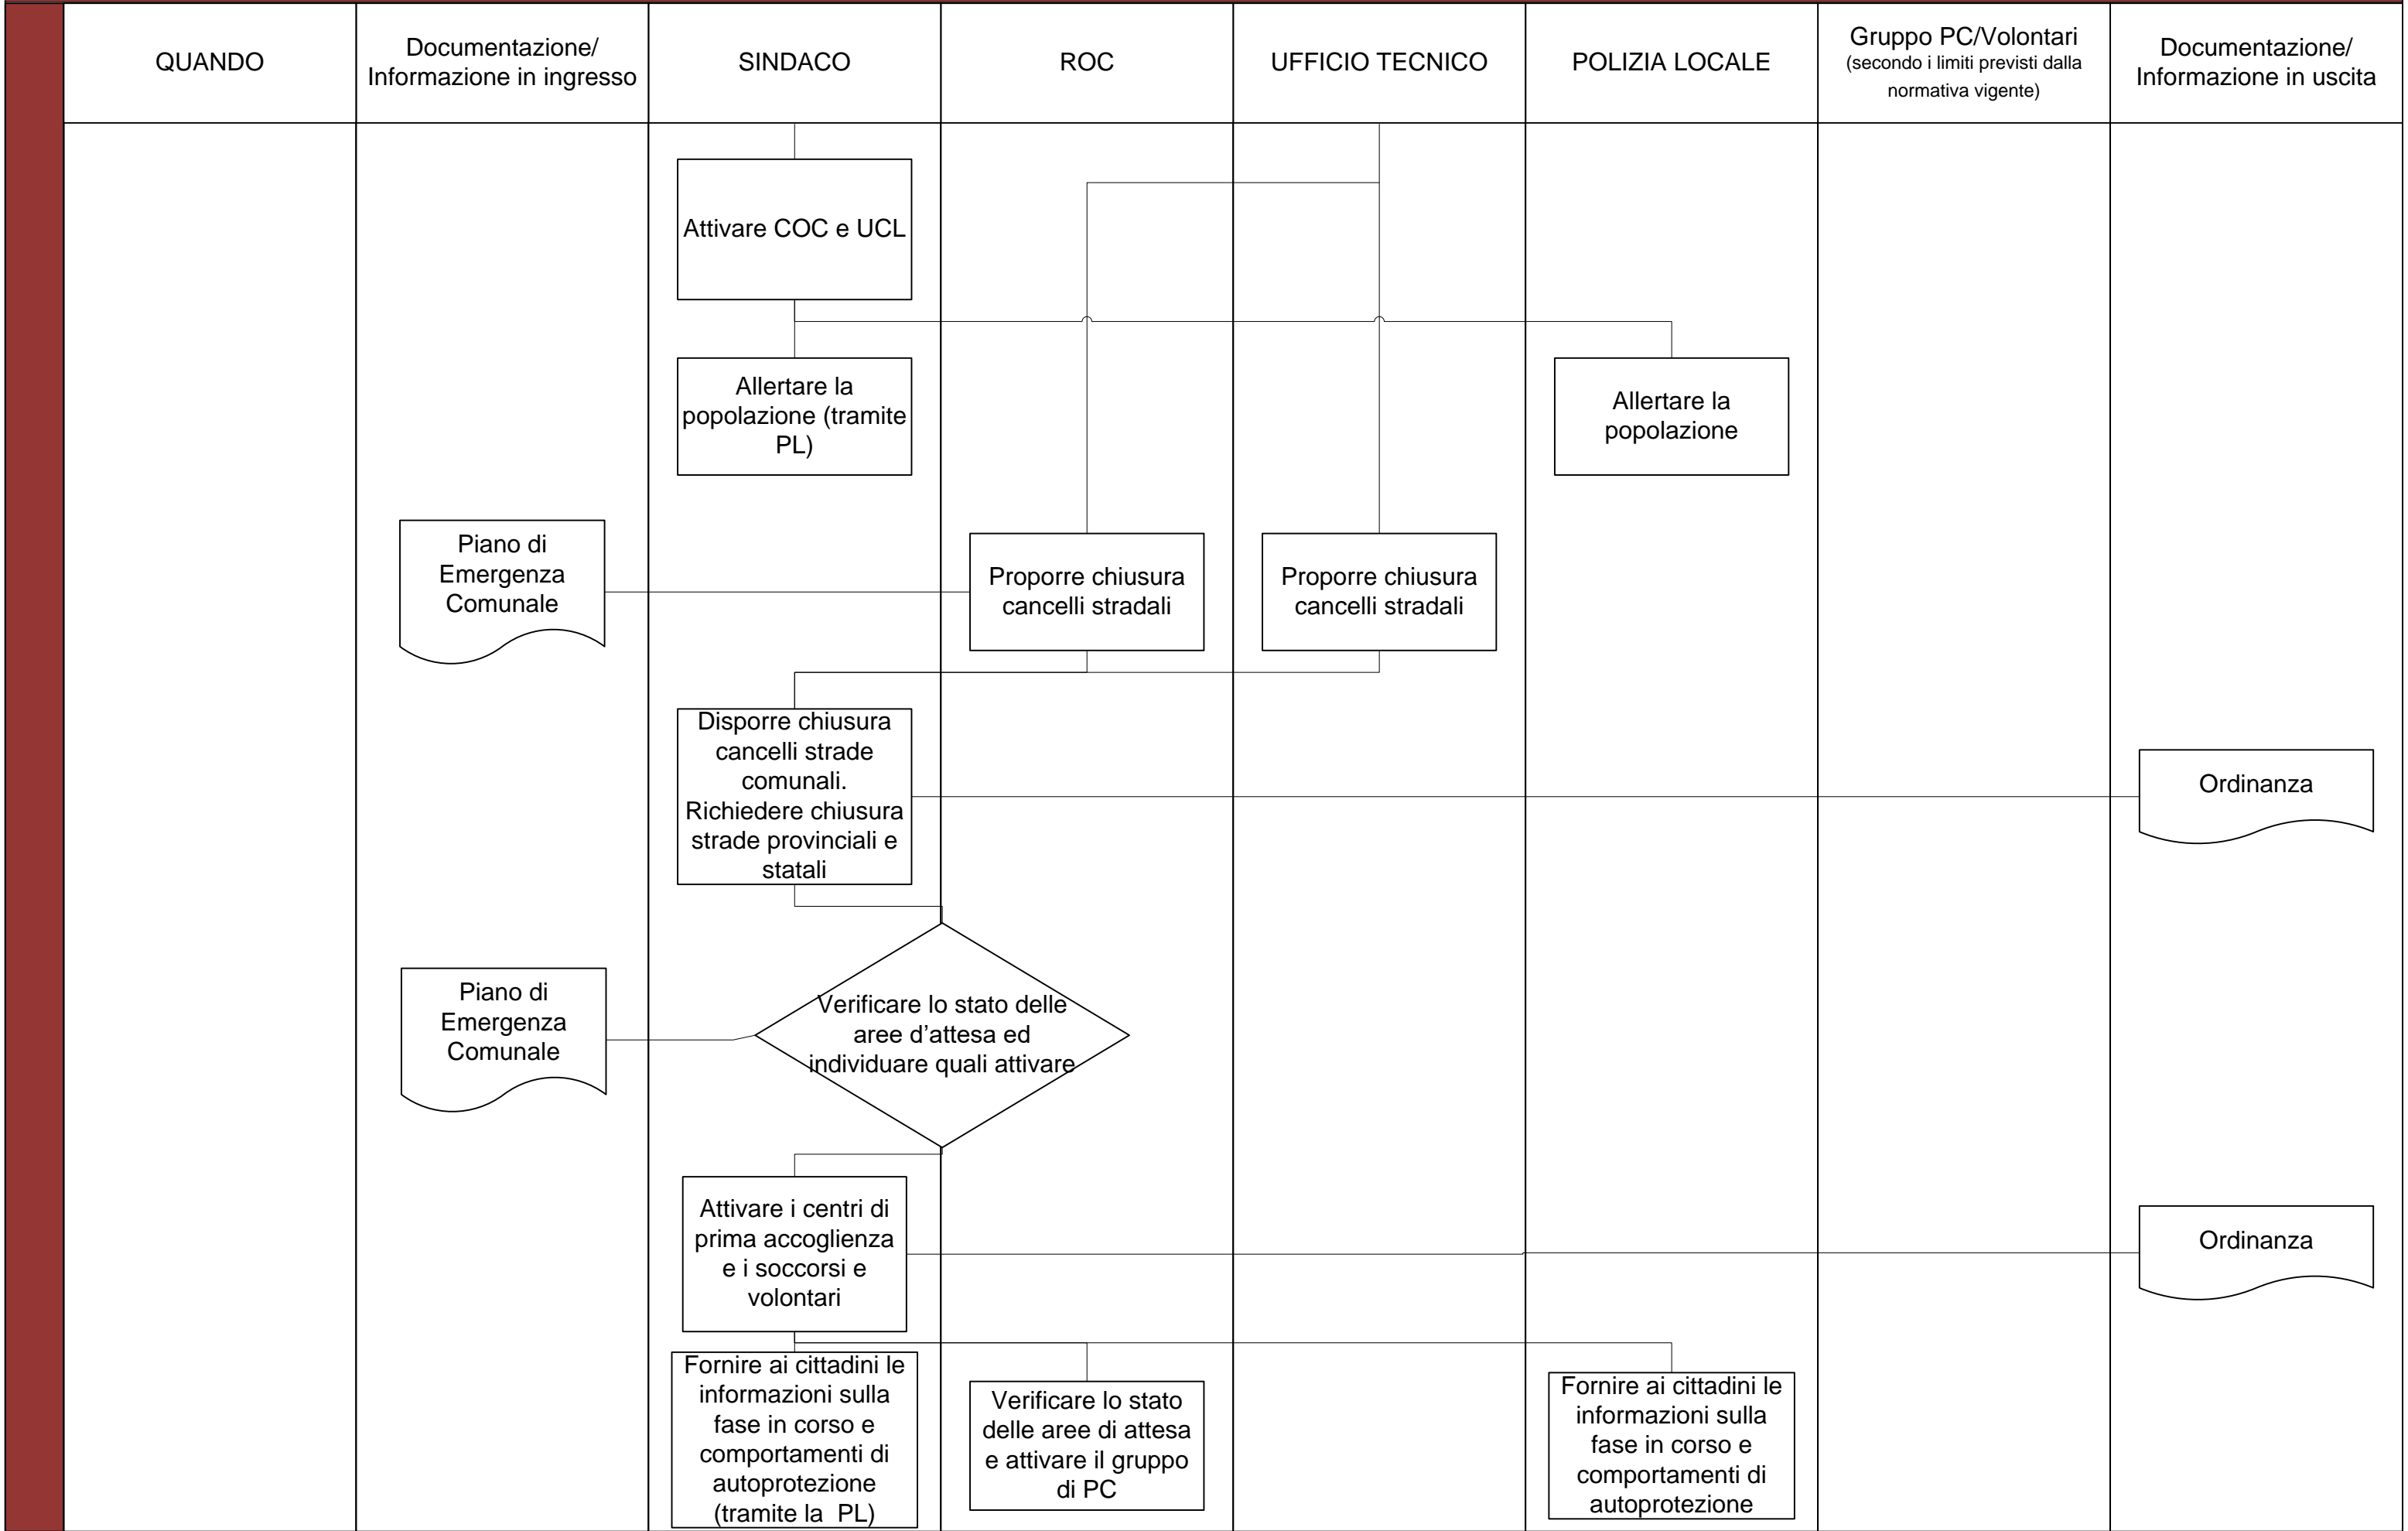 QUANDO
Documentazione/
Informazione in ingresso
SINDACO
ROC
UFFICIO TECNICO
POLIZIA LOCALE
Gruppo PC/Volontari
(secondo i limiti previsti dalla
normativa vigente)
Documentazione/
Informazione in uscita
Attivare COC e UCL
Allertare la
popolazione (tramite
PL)
Allertare la
popolazione
Piano di
Emergenza
Comunale
Proporre chiusura
cancelli stradali
Proporre chiusura
cancelli stradali
Disporre chiusura
cancelli strade
comunali.
Richiedere chiusura
strade provinciali e
statali
Ordinanza
Piano di
Emergenza
Comunale
Verificare lo stato delle
aree d’attesa ed
individuare quali attivare
Attivare i centri di
prima accoglienza
e i soccorsi e
volontari
Ordinanza
Fornire ai cittadini le
informazioni sulla
fase in corso e
comportamenti di
autoprotezione
(tramite la  PL)
Verificare lo stato
delle aree di attesa
e attivare il gruppo
di PC
Fornire ai cittadini le
informazioni sulla
fase in corso e
comportamenti di
autoprotezione